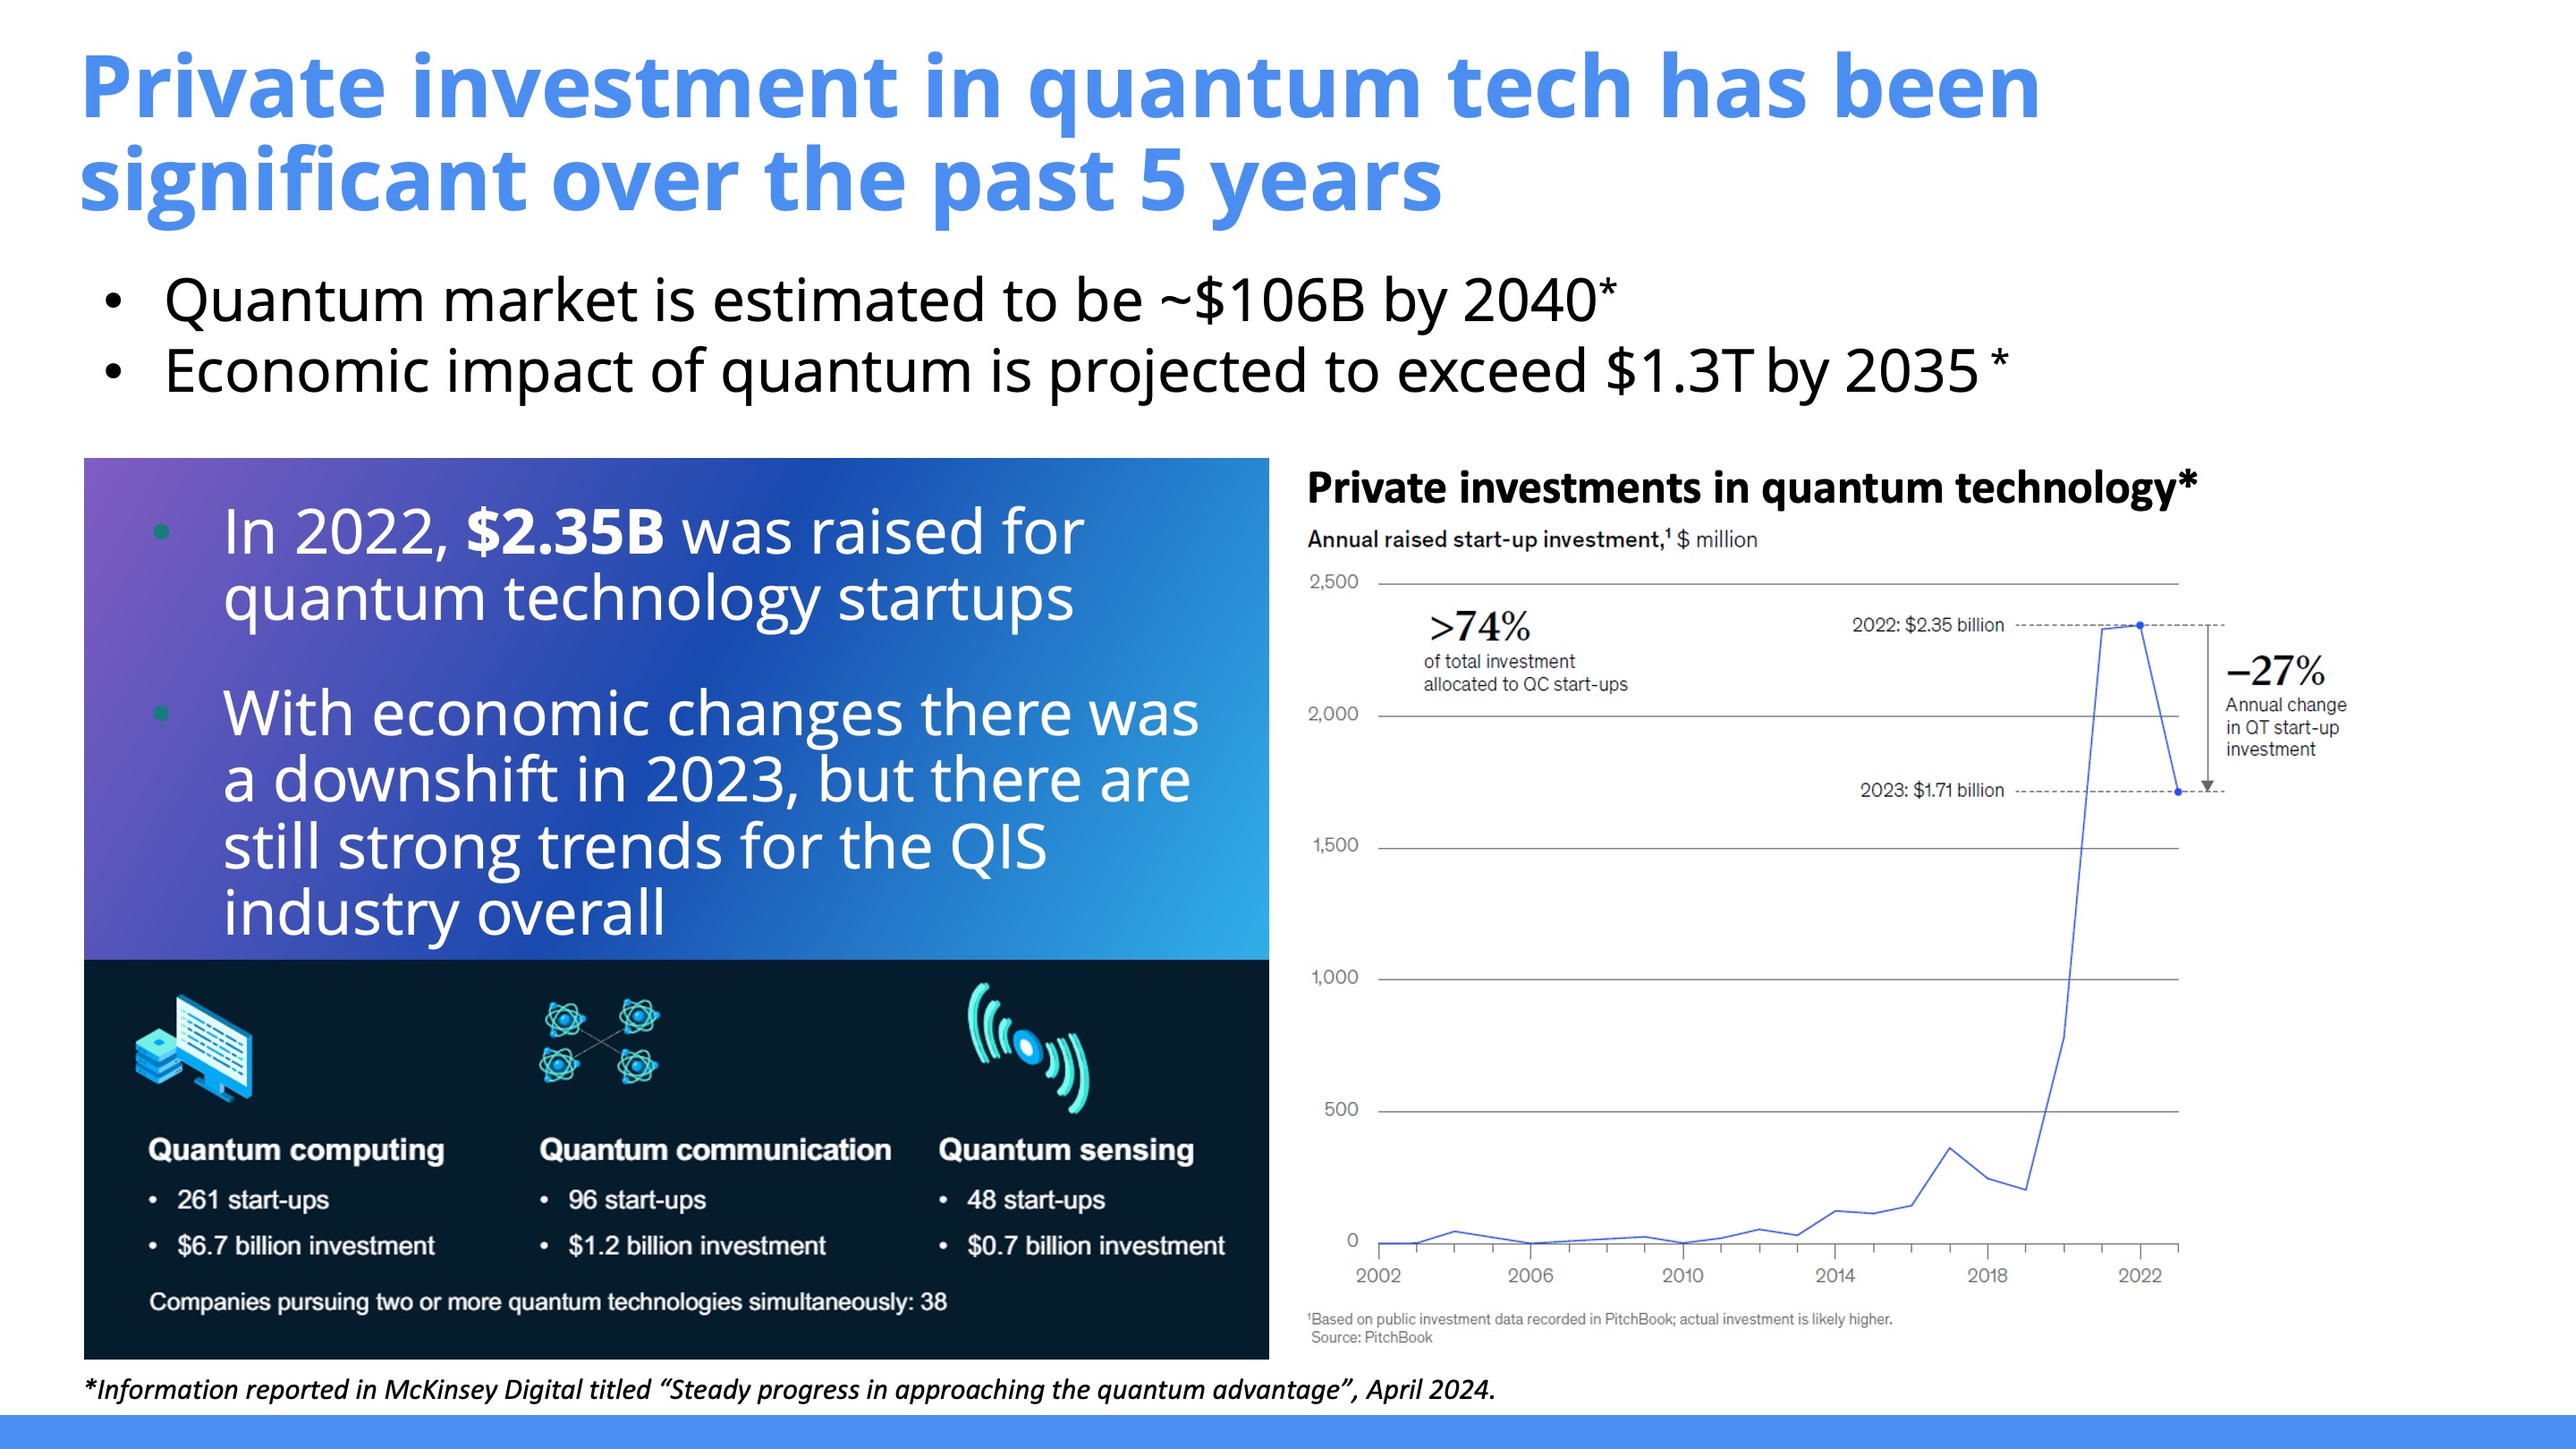 Private investment in quantum tech has been
significant over the past 5 years
• Quantum market is estimated to be ~$106B by 2040*
• Economic impact of quantum is projected to exceed $1.3T by 2035 *
• In 2022, $2.35B was raised for
quantum technology startups
• With economic changes there was
a downshift in 2023, but there are
still strong trends for the QIS
industry overall
Quantum computing
• 261 start-ups
• $6.7 billion investment
Quantum communication
• 96 start-ups
• $1.2 billion investment
Quantum sensing
• 48 start-ups
• $0.7 billion investment
Companies pursuing two or more quantum technologies simultaneously: 38
Private investments in quantum technology*
Annual raised start-up investment,¹ $ million
2,500
>74%
of total investment
allocated to QC start-ups
2022: $2.35 billion
–27%
Annual change
in QT start-up
investment
2,000
2023: $1.71 billion
1,500
1,000
500
0
2002 2006 2010 2014 2018 2022
¹Based on public investment data recorded in PitchBook; actual investment is likely higher.
Source: PitchBook
*Information reported in McKinsey Digital titled “Steady progress in approaching the quantum advantage”, April 2024.